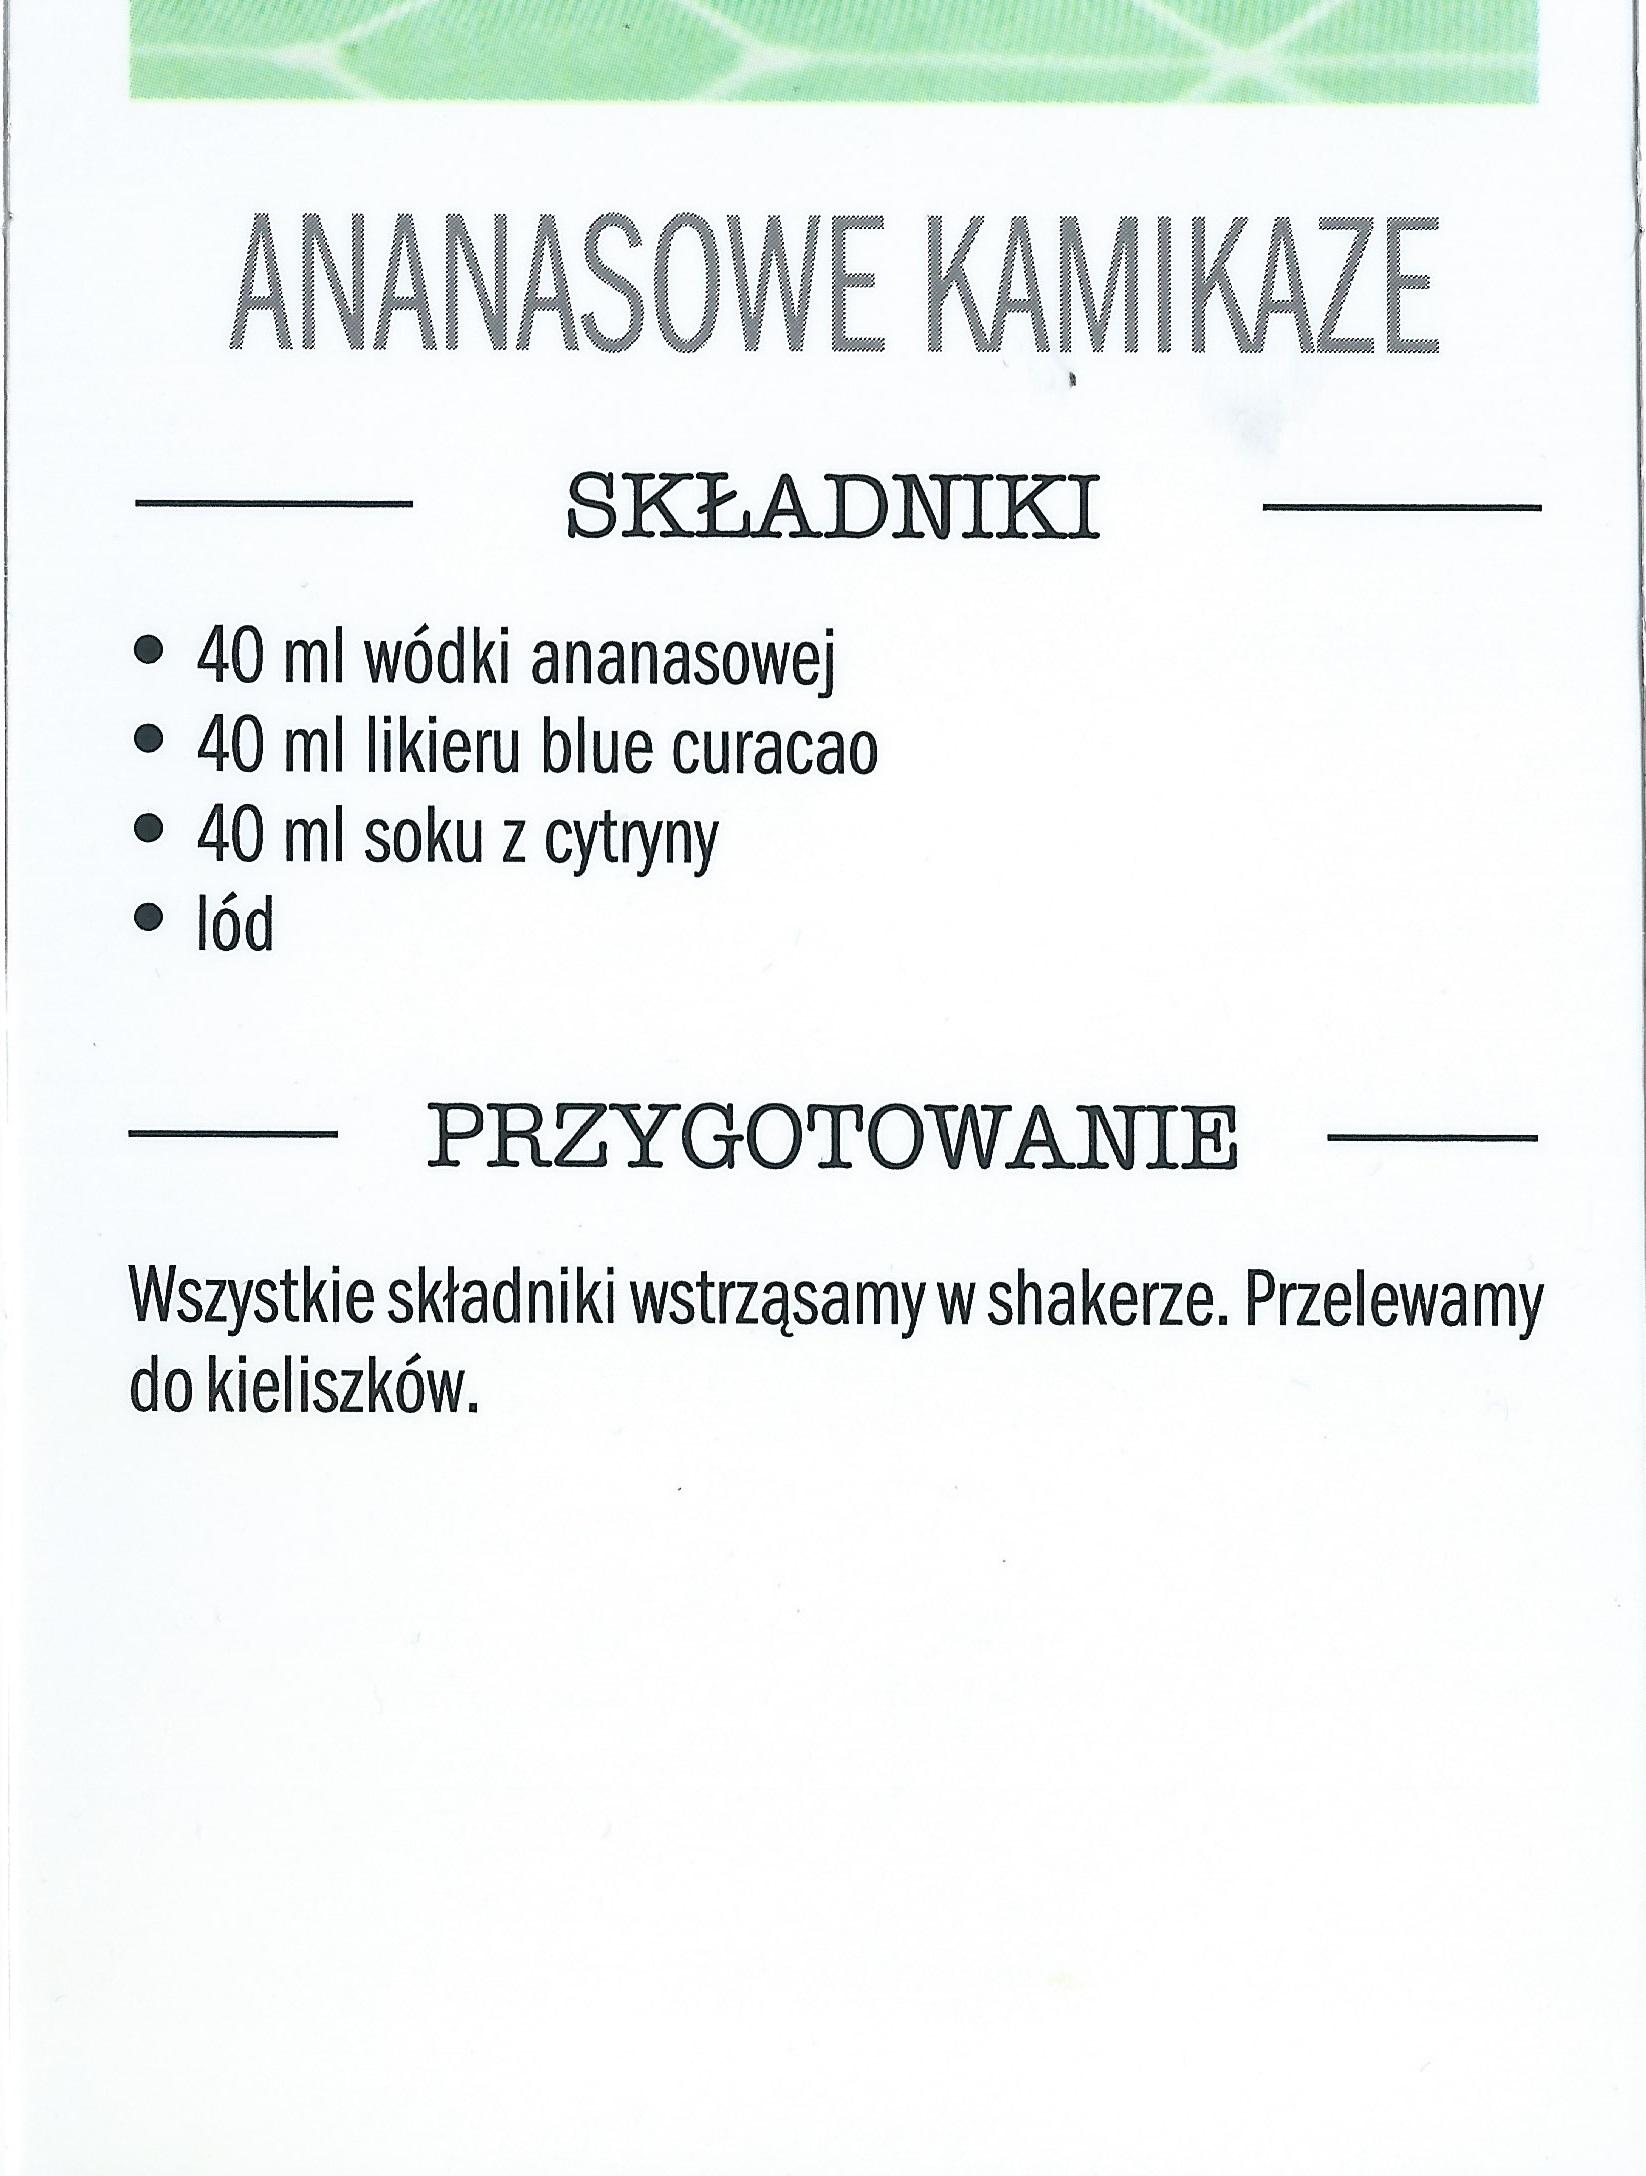 ANANASOWE KAMIKAZE
SKŁADNIKI
• 40 ml wódki ananasowej
• 40 ml likieru blue curacao
• 40 ml soku z cytryny
• lód
PRZYGOTOWANIE
Wszystkie składniki wstrząsamy w shakerze. Przelewamy
do kieliszków.